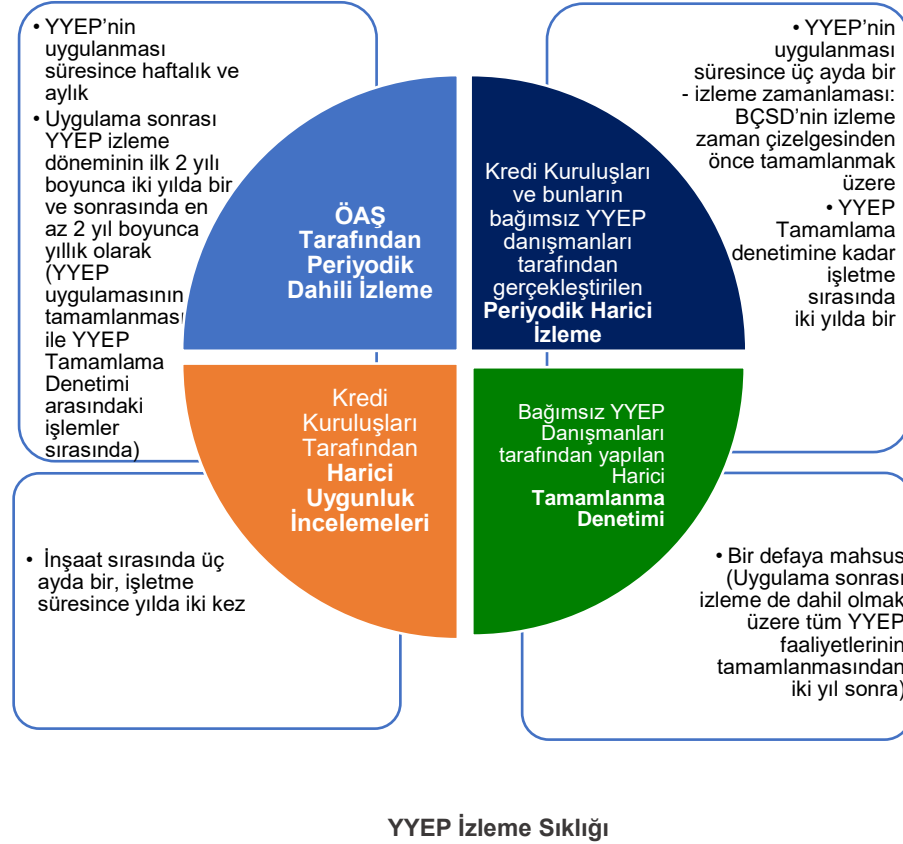 • YYEP’nin
uygulanması
süresince haftalık ve
aylık
• Uygulama sonrası
YYEP izleme
döneminin ilk 2 yılı
boyunca iki yılda bir
ve sonrasında en
az 2 yıl boyunca
yıllık olarak
(YYEP
uygulamasının
tamamlanması
ile YYEP
Tamamlama
Denetimi
arasındaki
işlemler
sırasında)
ÖAŞ
Tarafından
Periyodik
Dahili İzleme
Kredi Kuruluşları
ve bunların
bağımsız YYEP
danışmanları
tarafından
gerçekleştirilen
Periyodik Harici
İzleme
• YYEP’nin
uygulanması
süresince üç ayda bir
- izleme zamanlaması:
BÇSD’nin izleme
zaman çizelgesinden
önce tamamlanmak
üzere
• YYEP
Tamamlama
denetimine kadar
işletme
sırasında
iki yılda bir
• İnşaat sırasında üç
ayda bir, işletme
süresince yılda iki kez
Kredi
Kuruluşları
Tarafından
Harici
Uygunluk
İncelemeleri
Bağımsız YYEP
Danışmanları
tarafından yapılan
Harici
Tamamlanma
Denetimi
• Bir defaya mahsus
(Uygulama sonrası
izleme de dahil olmak
üzere tüm YYEP
faaliyetlerinin
tamamlanmasından
iki yıl sonra)
YYEP İzleme Sıklığı